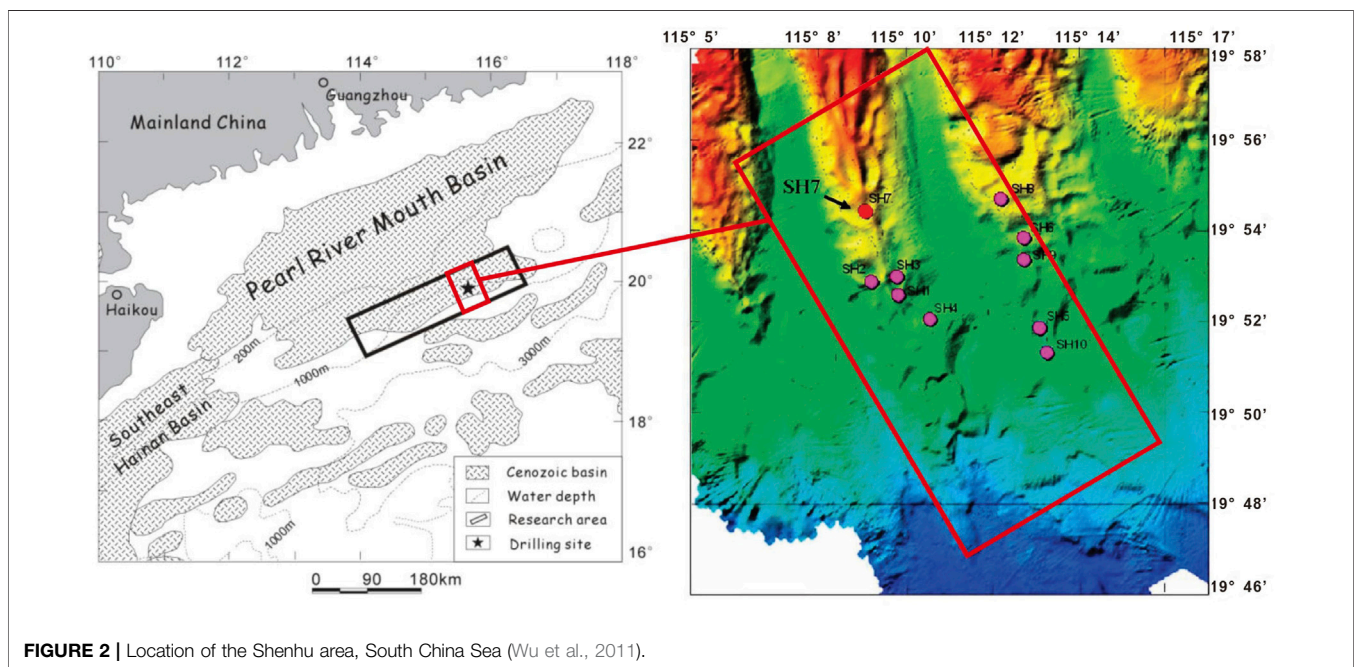 110° 112° 114° 116° 118°
Guangzhou
Mainland China
22°
Pearl River Mouth Basin
20°
Haikou
200m
1000m
3000m
Southeast
Hainan Basin
18°
1000m
16°
Cenozoic basin
Water depth
Research area
Drilling site
0 90 180km
115° 5' 115° 8' 115° 10' 115° 12' 115° 14' 115° 17'
19° 58'
19° 56'
SH7
SH7
SH8
19° 54'
SH6
SH9
SH2
SH3
SH1
SH4
19° 52'
SH5
SH10
19° 50'
19° 48'
19° 46'
FIGURE 2 | Location of the Shenhu area, South China Sea (Wu et al., 2011).